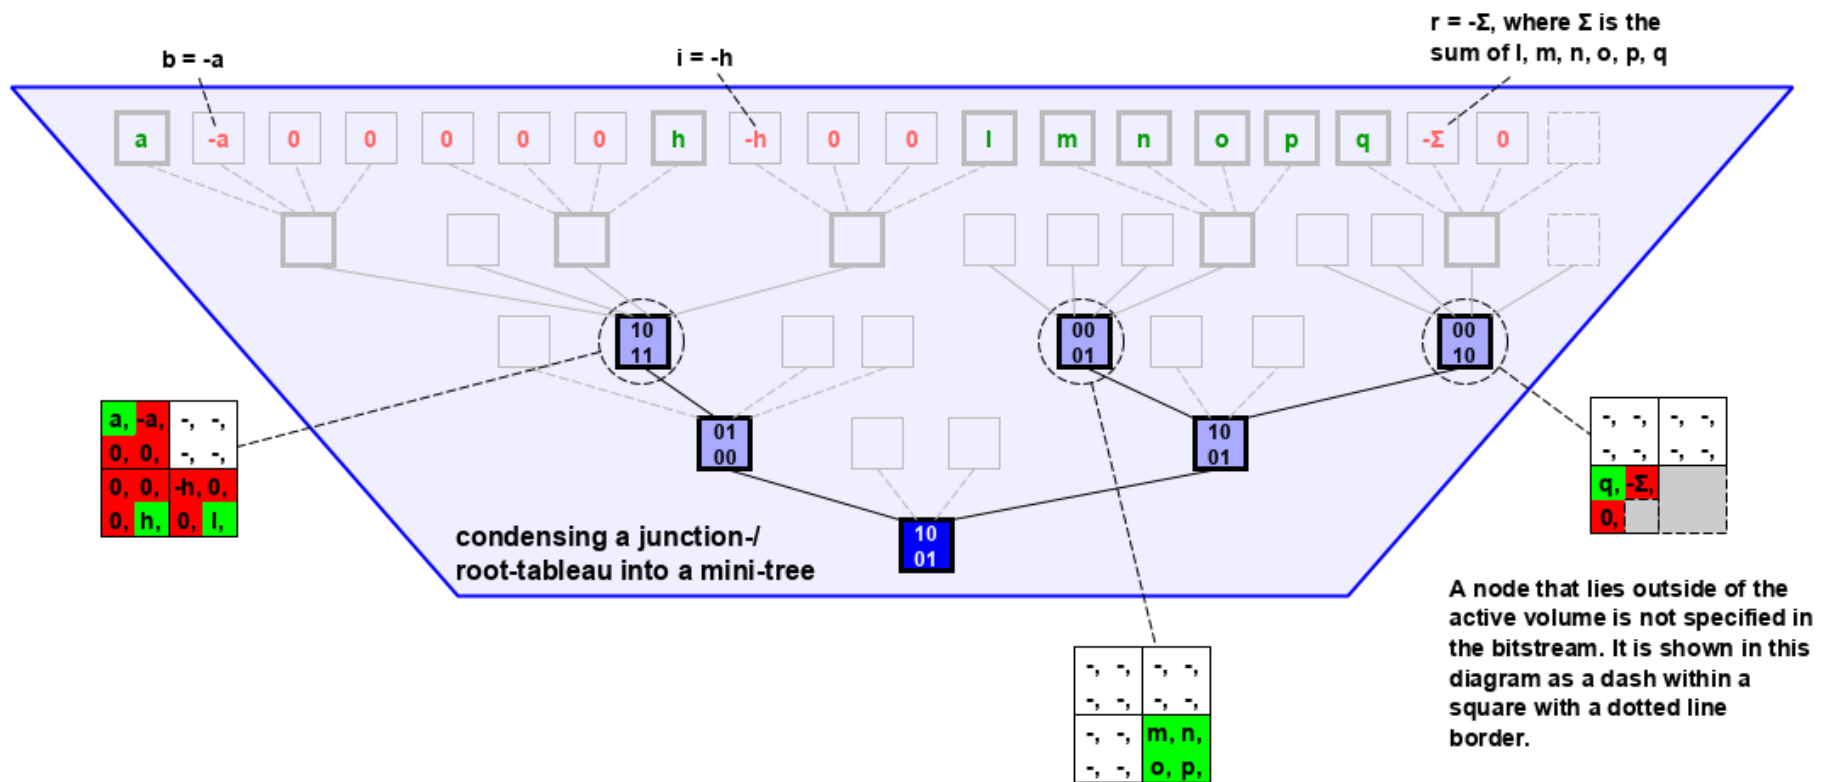 r = -Σ, where Σ is the
sum of l, m, n, o, p, q
b = -a
i = -h
a -a 0 0 0 0 0 h -h 0 0 l m n o p q -Σ 0
10 00 00
11 01 10
a, -a, -, -,
0, 0, -, -,
0, 0, -h, 0,
0, h, 0, l,
-, -, -, -,
-, -, -, -,
q, -Σ,
0,
01 10
00 01
10
01
condensing a junction-/
root-tableau into a mini-tree
A node that lies outside of the
active volume is not specified in
the bitstream. It is shown in this
diagram as a dash within a
square with a dotted line
border.
-, -, -, -,
-, -, -, -,
-, -, m, n,
-, -, o, p,